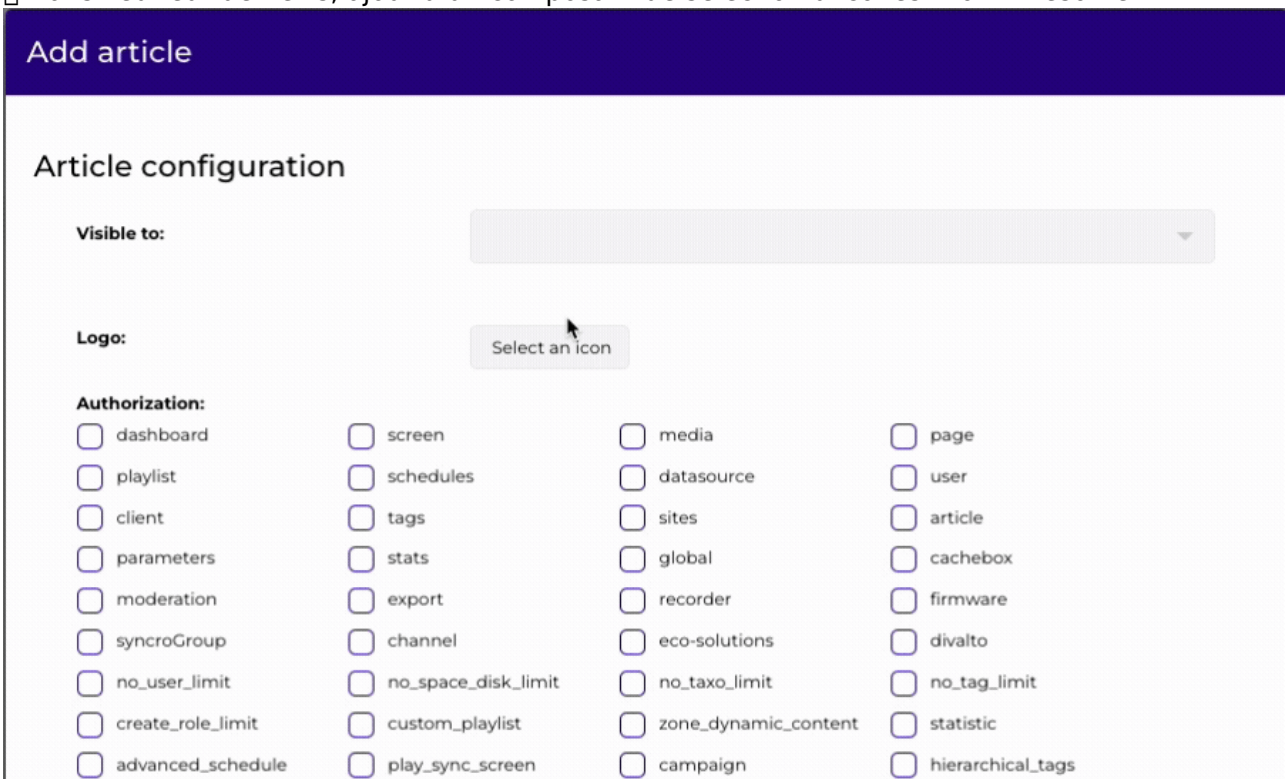 Add article
Article configuration
Visible to:
Logo:
Select an icon
Authorization:
dashboard screen media page
playlist schedules datasource user
client tags sites article
parameters stats global cachebox
moderation export recorder firmware
syncroGroup channel eco-solutions divalto
no_user_limit no_space_disk_limit no_taxo_limit no_tag_limit
create_role_limit custom_playlist zone_dynamic_content statistic
advanced_schedule play_sync_screen campaign hierarchical_tags